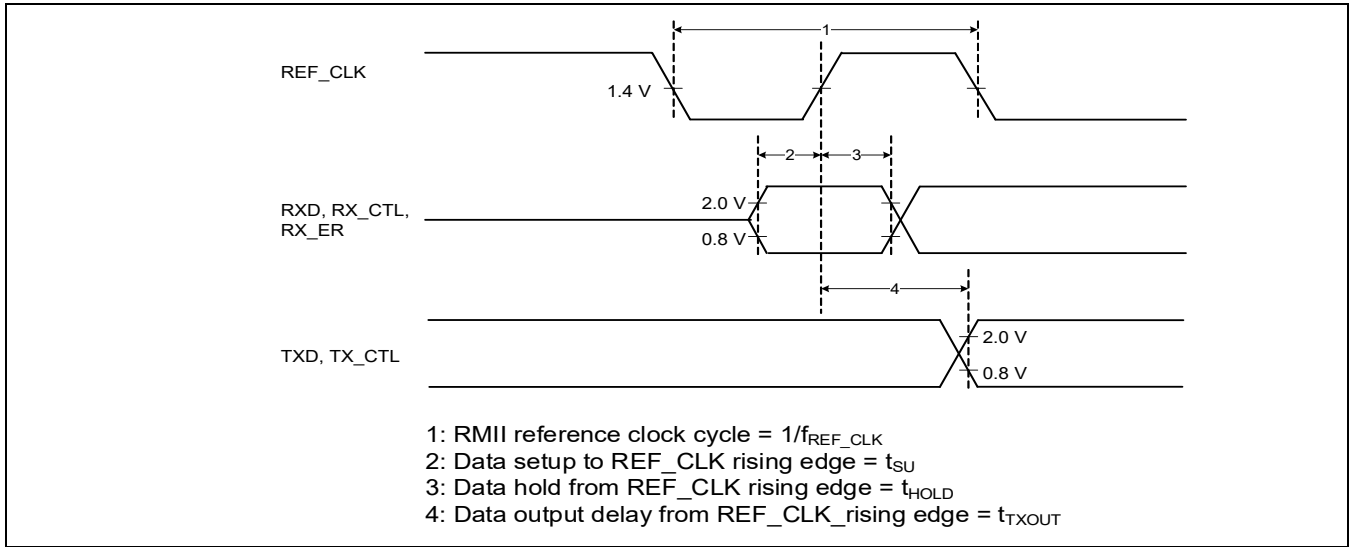 1
REF_CLK
1.4 V
2
3
RXD, RX_CTL,
RX_ER
2.0 V
0.8 V
4
TXD, TX_CTL
2.0 V
0.8 V
1: RMII reference clock cycle = 1/fREF_CLK
2: Data setup to REF_CLK rising edge = tSU
3: Data hold from REF_CLK rising edge = tHOLD
4: Data output delay from REF_CLK_rising edge = tTXOUT